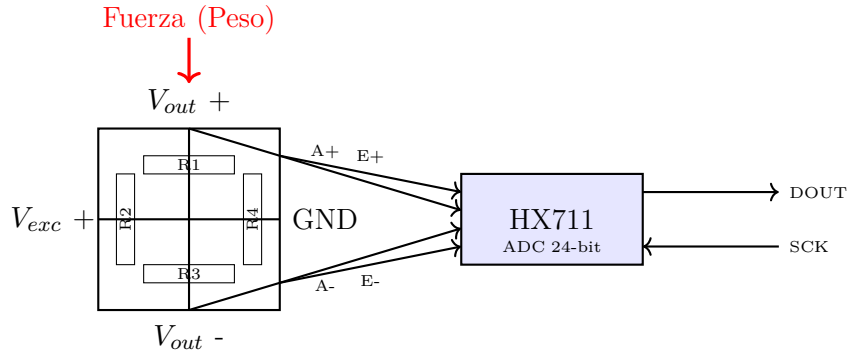 Fuerza (Peso)
V_out +
R1
A+
E+
V_exc +
R2
R4
GND
HX711
ADC 24-bit
DOUT
SCK
R3
A-
E-
V_out -